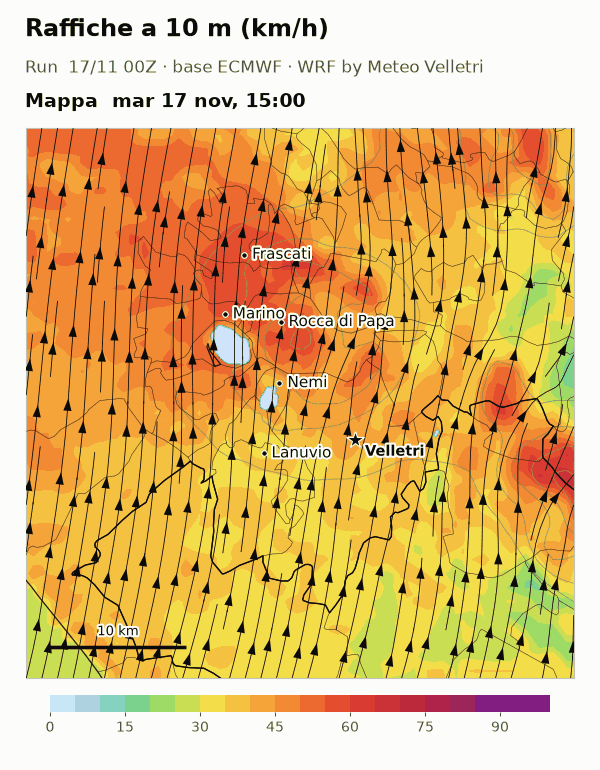 Raffiche a 10 m (km/h)
Run 17/11 00Z · base ECMWF · WRF by Meteo Velletri
Mappa mar 17 nov, 15:00
Frascati
Marino
Rocca di Papa
Nemi
Velletri
Lanuvio
10 km
0 15 30 45 60 75 90